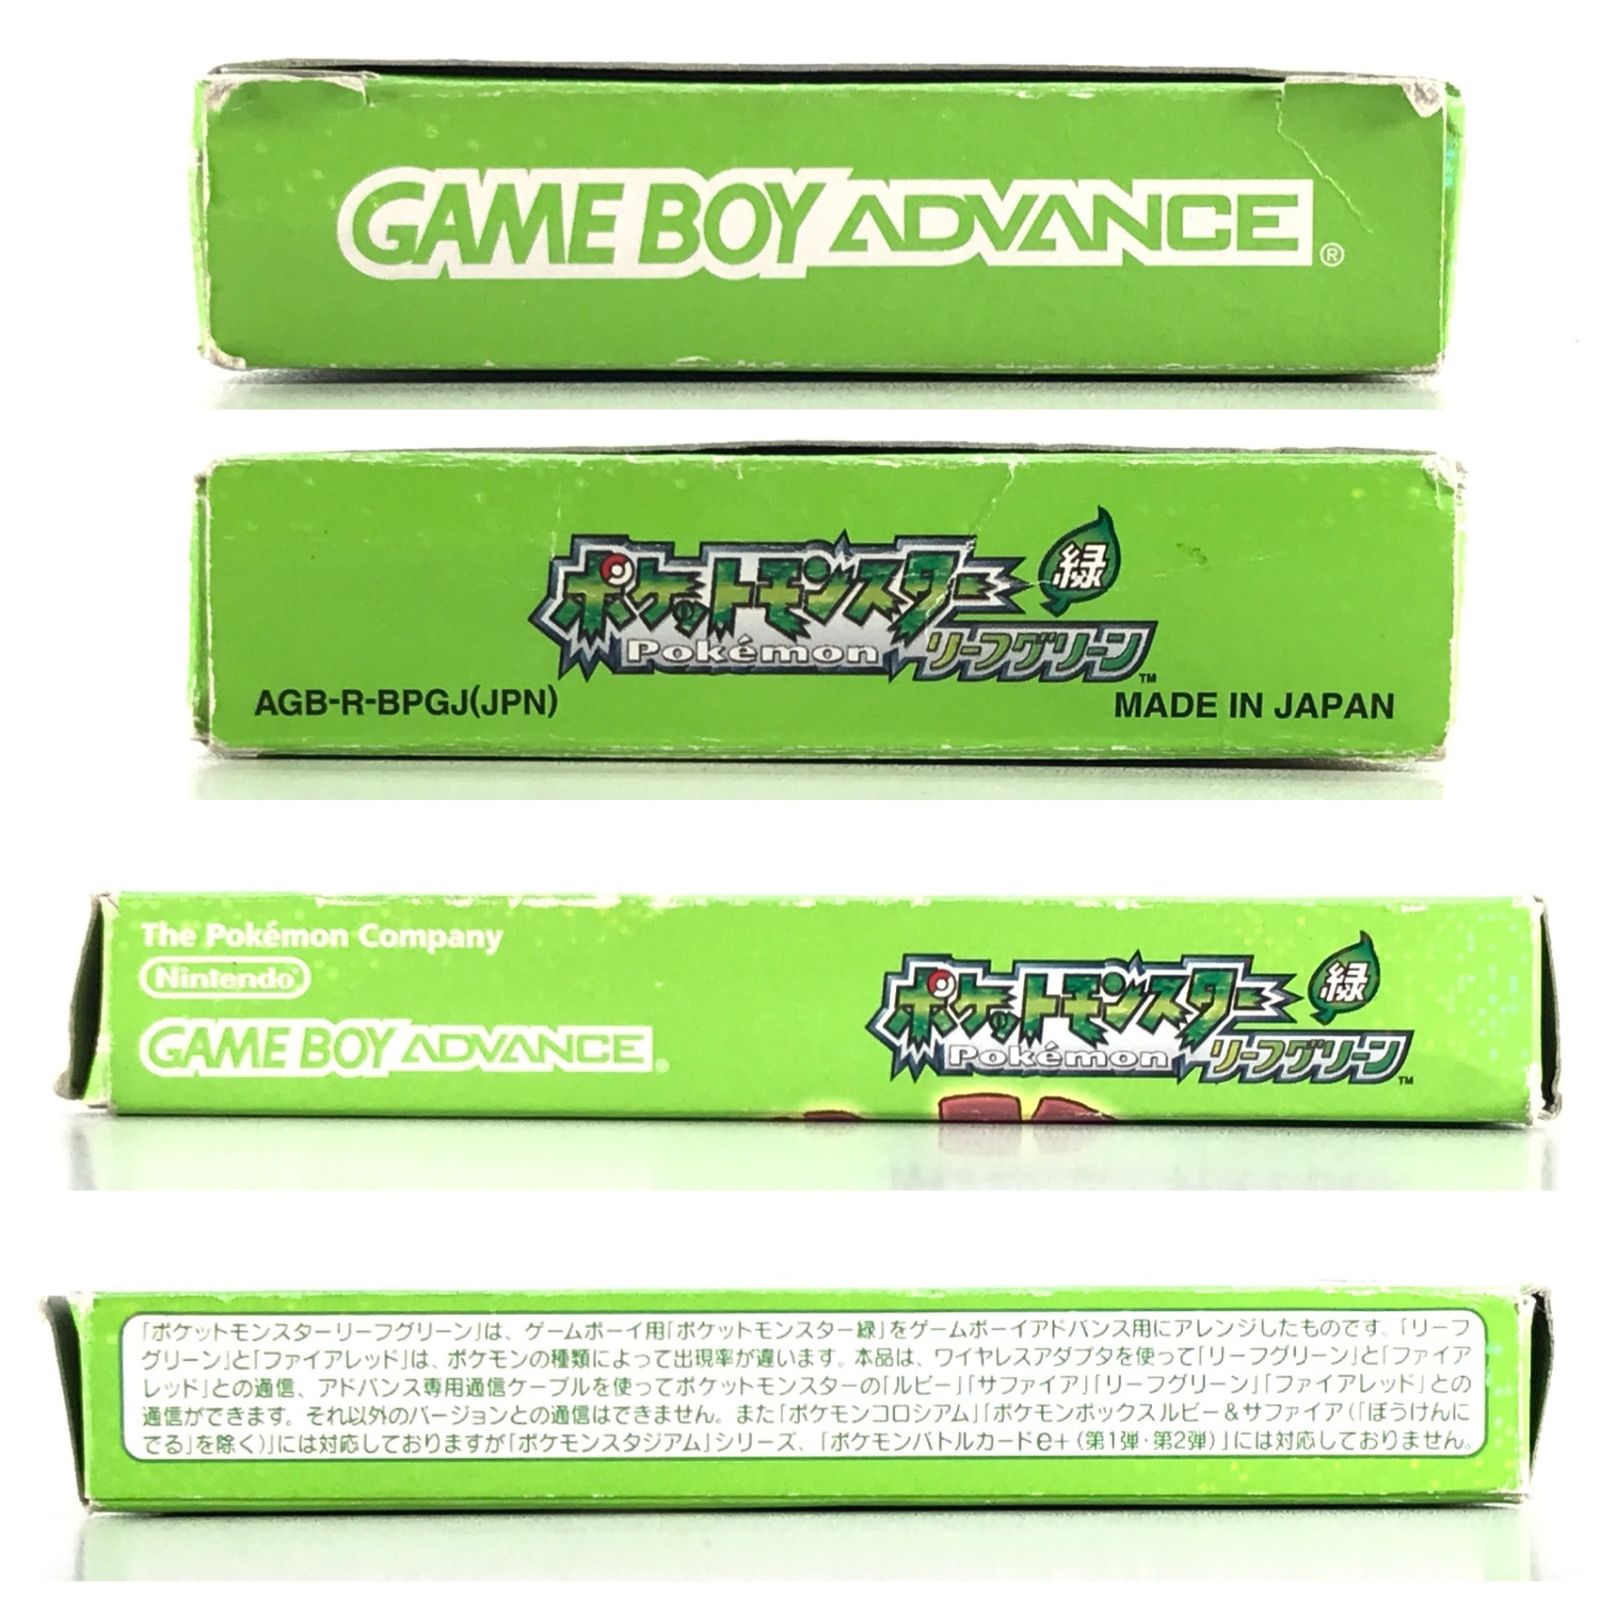 GAME BOY ADVANCE®
ポケットモンスター 緑
Pokémon リーフグリーン™
AGB-R-BPGJ(JPN)
MADE IN JAPAN
The Pokémon Company
Nintendo®
GAME BOY ADVANCE®
ポケットモンスター 緑
Pokémon リーフグリーン™
「ポケットモンスターリーフグリーン」は、ゲームボーイ用「ポケットモンスター緑」をゲームボーイアドバンス用にアレンジしたものです。「リーフ
グリーン」と「ファイアレッド」は、ポケモンの種類によって出現率が違います。本品は、ワイヤレスアダプタを使って「リーフグリーン」と「ファイア
レッド」との通信、アドバンス専用通信ケーブルを使ってポケットモンスターの「ルビー」「サファイア」「リーフグリーン」「ファイアレッド」との
通信ができます。それ以外のバージョンとの通信はできません。また「ポケモンコロシアム」「ポケモンボックスルビー＆サファイア(「ぼうけんに
でる」を除く)」には対応しておりますが「ポケモンスタジアム」シリーズ、「ポケモンバトルカードe+(第1弾・第2弾)」には対応しておりません。